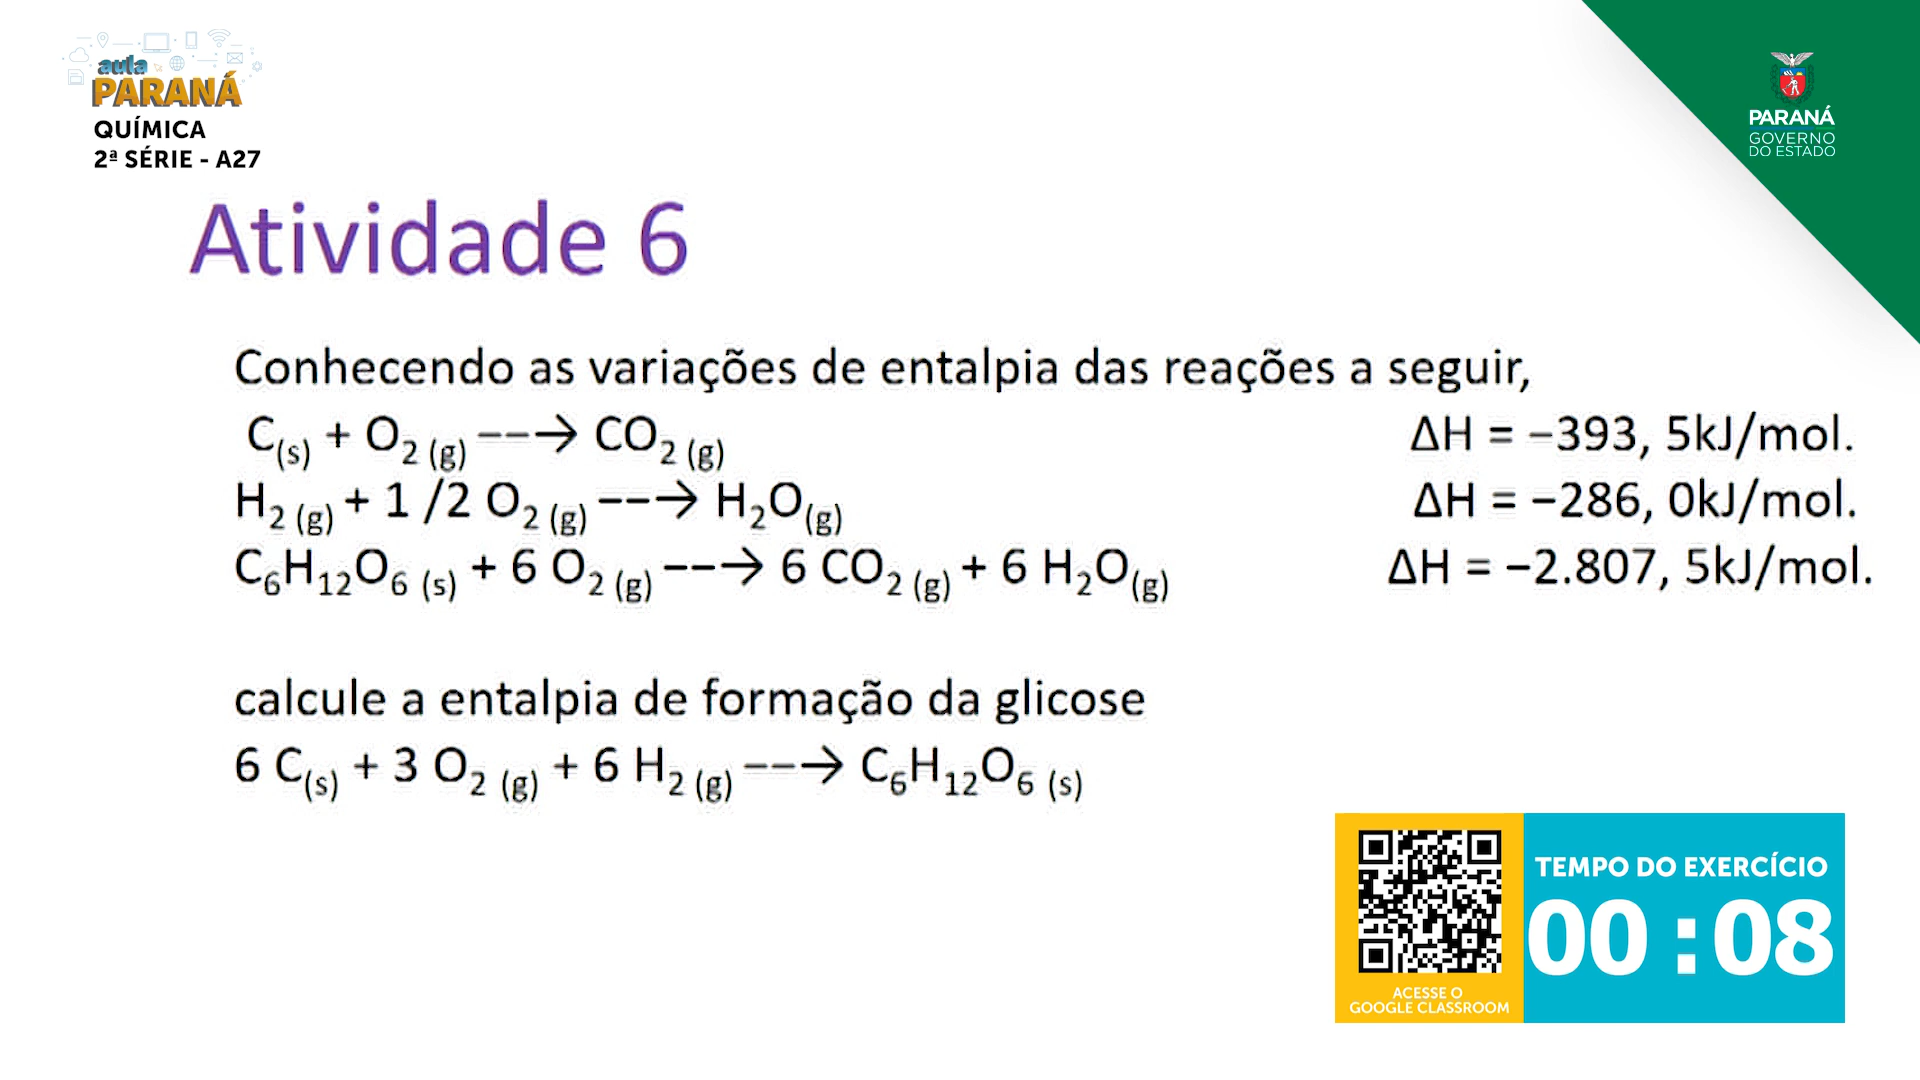 aula
PARANÁ
QUÍMICA
2ª SÉRIE - A27
PARANÁ
GOVERNO
DO ESTADO
Atividade 6
Conhecendo as variações de entalpia das reações a seguir,
C(s) + O₂ (g) −−→ CO₂ (g) ΔH = −393, 5kJ/mol.
H₂ (g) + 1 /2 O₂ (g) −−→ H₂O(g) ΔH = −286, 0kJ/mol.
C₆H₁₂O₆ (s) + 6 O₂ (g) −−→ 6 CO₂ (g) + 6 H₂O(g) ΔH = −2.807, 5kJ/mol.
calcule a entalpia de formação da glicose
6 C(s) + 3 O₂ (g) + 6 H₂ (g) −−→ C₆H₁₂O₆ (s)
TEMPO DO EXERCÍCIO
00 : 08
ACESSE O
GOOGLE CLASSROOM